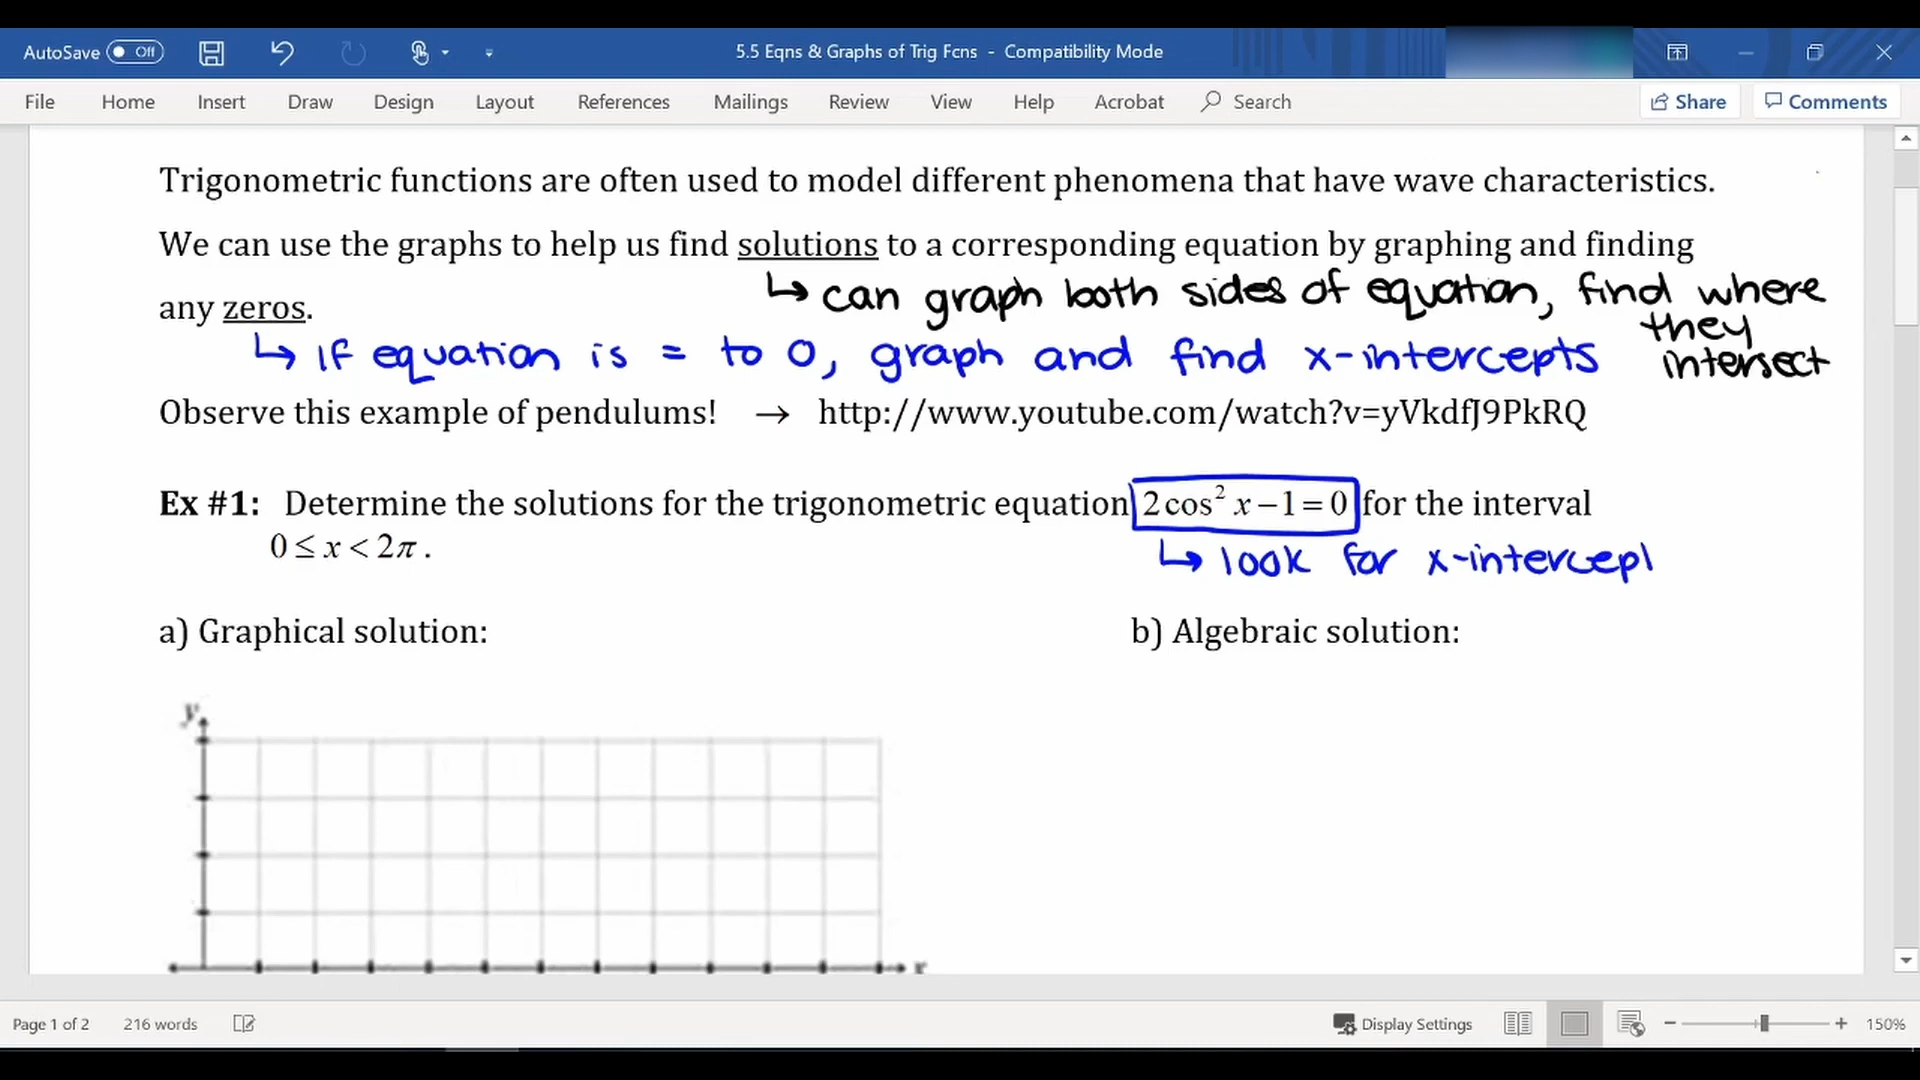 AutoSave Off 5.5 Eqns & Graphs of Trig Fcns - Compatibility Mode
File Home Insert Draw Design Layout References Mailings Review View Help Acrobat Search Share Comments
Trigonometric functions are often used to model different phenomena that have wave characteristics.
We can use the graphs to help us find solutions to a corresponding equation by graphing and finding
↳ can graph both sides of equation, find where
they
intersect
any zeros.
↳ if equation is = to 0, graph and find x-intercepts
Observe this example of pendulums! → http://www.youtube.com/watch?v=yVkdfJ9PkRQ
Ex #1: Determine the solutions for the trigonometric equation 2cos² x−1=0 for the interval
0≤x<2π.
↳ look for x-intercepl
a) Graphical solution:
b) Algebraic solution:
y
Page 1 of 2 216 words Display Settings 150%